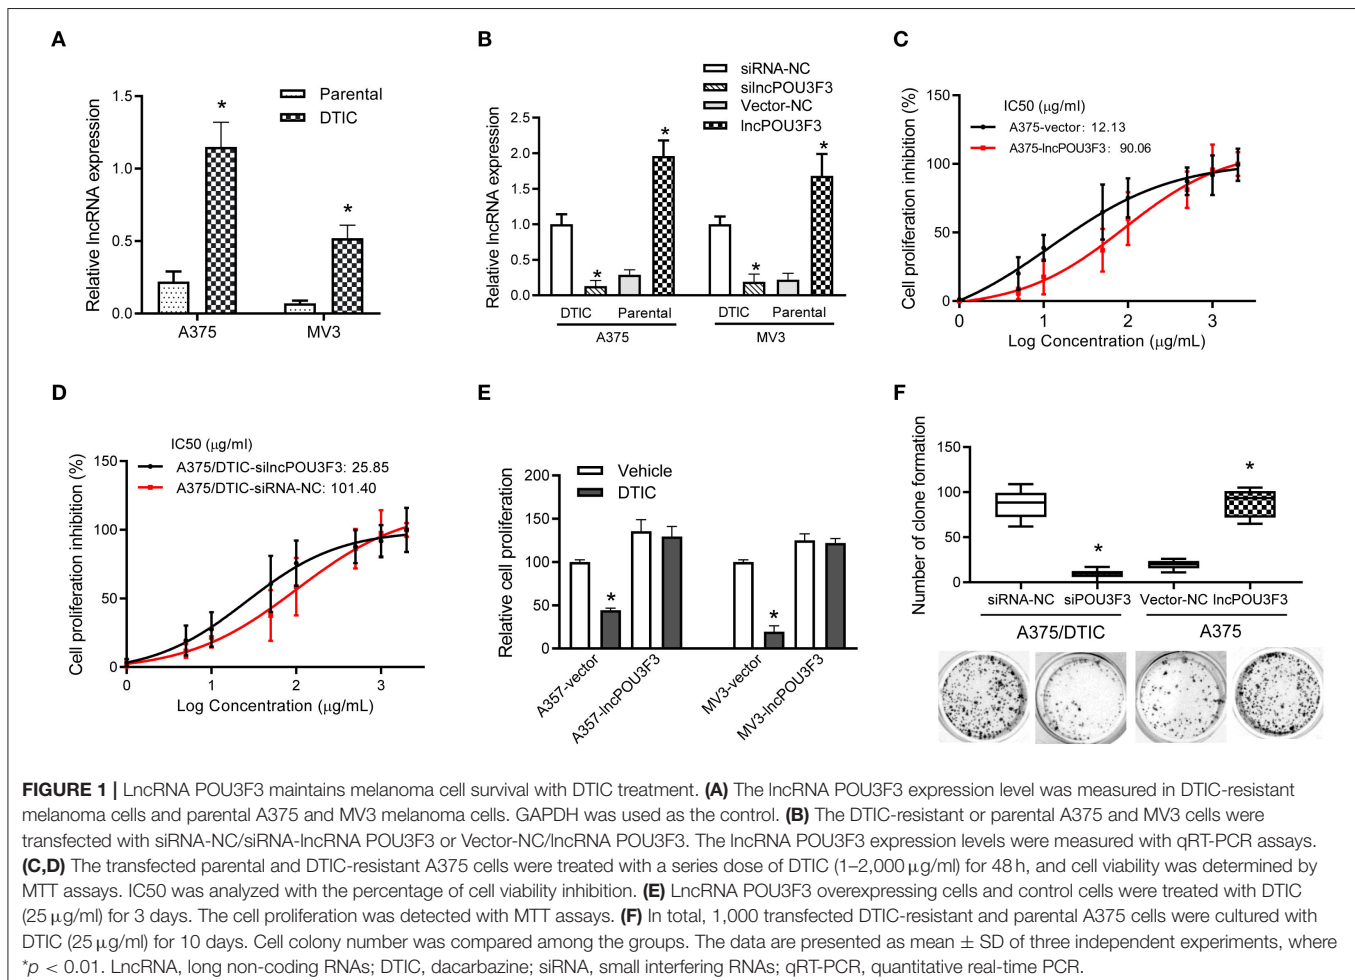 A
Relative lncRNA expression
1.5
1.0
0.5
0.0
Parental
DTIC
*
*
A375
MV3
B
siRNA-NC
silncPOU3F3
Vector-NC
lncPOU3F3
Relative lncRNA expression
2.5
2.0
1.5
1.0
0.5
0.0
*
*
*
*
DTIC
Parental
DTIC
Parental
A375
MV3
C
Cell proliferation inhibition (%)
150
100
50
0
IC50 (μg/ml)
A375-vector: 12.13
A375-lncPOU3F3: 90.06
0
1
2
3
Log Concentration (μg/mL)
D
Cell proliferation inhibition (%)
150
100
50
0
IC50 (μg/ml)
A375/DTIC-silncPOU3F3: 25.85
A375/DTIC-siRNA-NC: 101.40
0
1
2
3
Log Concentration (μg/mL)
E
Relative cell proliferation
200
150
100
50
0
Vehicle
DTIC
*
*
A357-vector
A357-lncPOU3F3
MV3-vector
MV3-lncPOU3F3
F
Number of clone formation
150
100
50
0
*
*
siRNA-NC
siPOU3F3
Vector-NC
lncPOU3F3
A375/DTIC
A375
FIGURE 1 | LncRNA POU3F3 maintains melanoma cell survival with DTIC treatment. (A) The lncRNA POU3F3 expression level was measured in DTIC-resistant
melanoma cells and parental A375 and MV3 melanoma cells. GAPDH was used as the control. (B) The DTIC-resistant or parental A375 and MV3 cells were
transfected with siRNA-NC/siRNA-lncRNA POU3F3 or Vector-NC/lncRNA POU3F3. The lncRNA POU3F3 expression levels were measured with qRT-PCR assays.
(C,D) The transfected parental and DTIC-resistant A375 cells were treated with a series dose of DTIC (1–2,000 μg/ml) for 48 h, and cell viability was determined by
MTT assays. IC50 was analyzed with the percentage of cell viability inhibition. (E) LncRNA POU3F3 overexpressing cells and control cells were treated with DTIC
(25 μg/ml) for 3 days. The cell proliferation was detected with MTT assays. (F) In total, 1,000 transfected DTIC-resistant and parental A375 cells were cultured with
DTIC (25 μg/ml) for 10 days. Cell colony number was compared among the groups. The data are presented as mean ± SD of three independent experiments, where
*p < 0.01. LncRNA, long non-coding RNAs; DTIC, dacarbazine; siRNA, small interfering RNAs; qRT-PCR, quantitative real-time PCR.